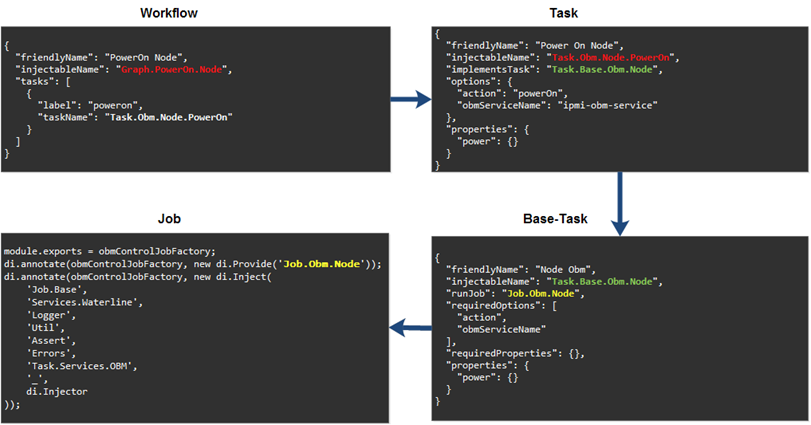 Workflow
{
  "friendlyName": "PowerOn Node",
  "injectableName": "Graph.PowerOn.Node",
  "tasks": [
    {
      "label": "poweron",
      "taskName": "Task.Obm.Node.PowerOn"
    }
  ]
}
Task
{
  "friendlyName": "Power On Node",
  "injectableName": "Task.Obm.Node.PowerOn",
  "implementsTask": "Task.Base.Obm.Node",
  "options": {
    "action": "powerOn",
    "obmServiceName": "ipmi-obm-service"
  },
  "properties": {
    "power": {}
  }
}
Base-Task
{
  "friendlyName": "Node Obm",
  "injectableName": "Task.Base.Obm.Node",
  "runJob": "Job.Obm.Node",
  "requiredOptions": [
    "action",
    "obmServiceName"
  ],
  "requiredProperties": {},
  "properties": {
    "power": {}
  }
}
Job
module.exports = obmControlJobFactory;
di.annotate(obmControlJobFactory, new di.Provide('Job.Obm.Node'));
di.annotate(obmControlJobFactory, new di.Inject(
    'Job.Base',
    'Services.Waterline',
    'Logger',
    'Util',
    'Assert',
    'Errors',
    'Task.Services.OBM',
    '_',
    di.Injector
));